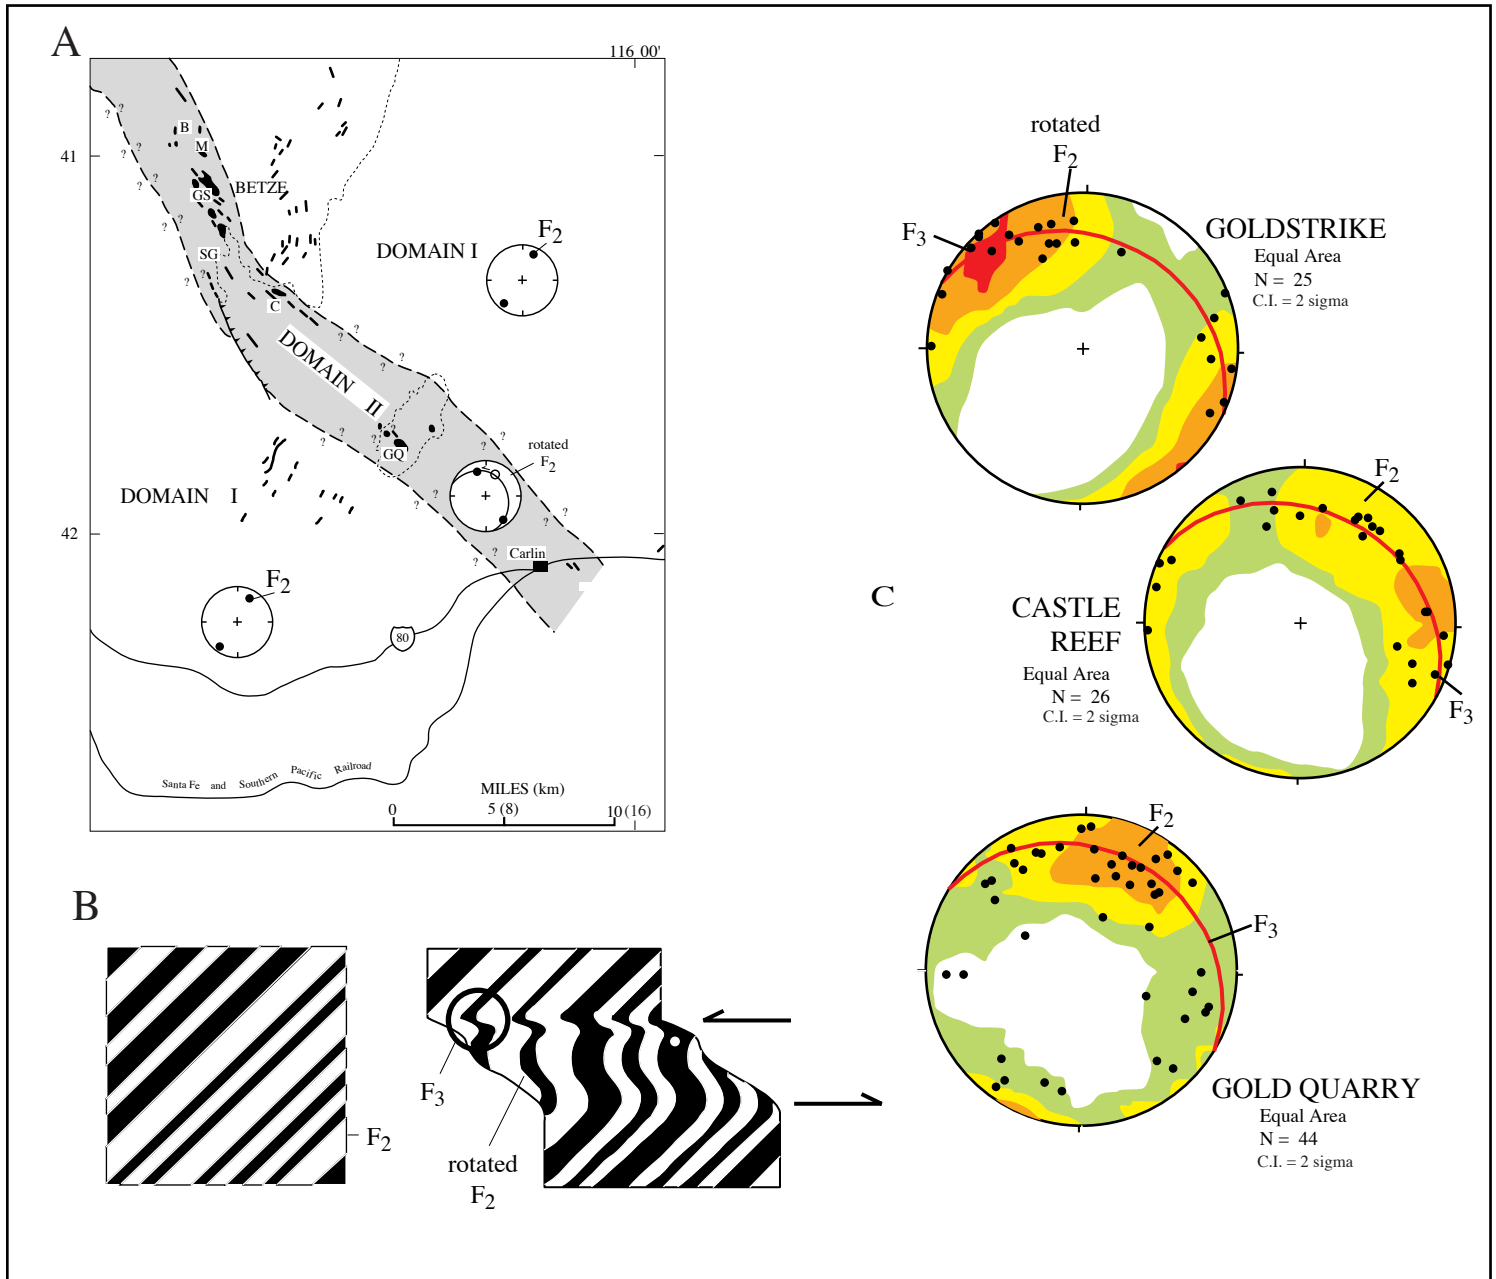 A
116 00'
41
B
M
GS
BETZE
SG
C
DOMAIN I
F2
DOMAIN II
GQ
rotated
F2
DOMAIN I
42
Carlin
F2
80
Santa Fe and Southern Pacific Railroad
MILES (km)
0 5 (8) 10 (16)
B
F2
F3
rotated
F2
C
rotated
F2
F3
GOLDSTRIKE
Equal Area
N = 25
C.I. = 2 sigma
F2
CASTLE
REEF
Equal Area
N = 26
C.I. = 2 sigma
F3
F2
F3
GOLD QUARRY
Equal Area
N = 44
C.I. = 2 sigma